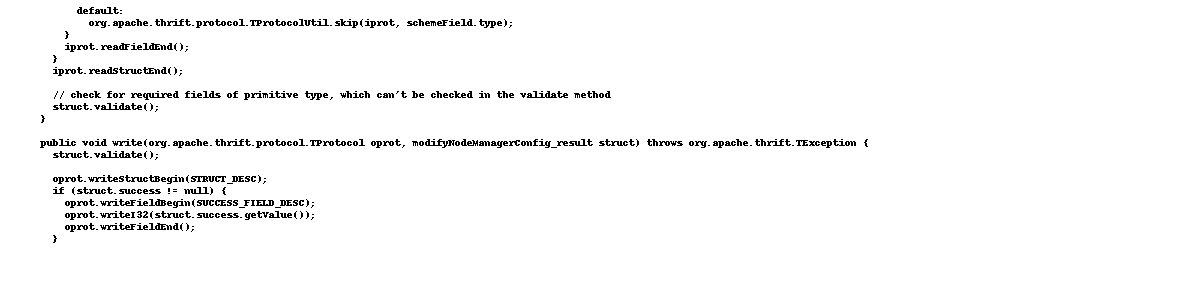 default:
org.apache.thrift.protocol.TProtocolUtil.skip(iprot, schemeField.type);
}
iprot.readFieldEnd();
}
iprot.readStructEnd();
// check for required fields of primitive type, which can't be checked in the validate method
struct.validate();
}
public void write(org.apache.thrift.protocol.TProtocol oprot, modifyNodeManagerConfig_result struct) throws org.apache.thrift.TException {
struct.validate();
oprot.writeStructBegin(STRUCT_DESC);
if (struct.success != null) {
oprot.writeFieldBegin(SUCCESS_FIELD_DESC);
oprot.writeI32(struct.success.getValue());
oprot.writeFieldEnd();
}